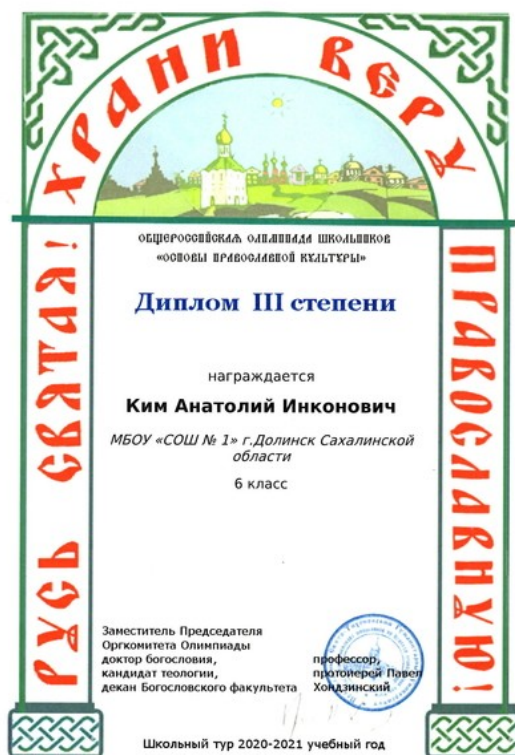 РУСЬ СВЯТАЯ!
ХРАНИ ВЕРУ
ПРАВОСЛАВНУЮ!
ОБЩЕРОССИЙСКАЯ ОЛИМПИАДА ШКОЛЬНИКОВ
«ОСНОВЫ ПРАВОСЛАВНОЙ КУЛЬТУРЫ»
Диплом III степени
награждается
Ким Анатолий Инконович
МБОУ «СОШ № 1» г.Долинск Сахалинской
области
6 класс
Заместитель Председателя
Оргкомитета Олимпиады
доктор богословия, профессор,
кандидат теологии, протоиерей Павел
декан Богословского факультета Хондзинский
Школьный тур 2020-2021 учебный год